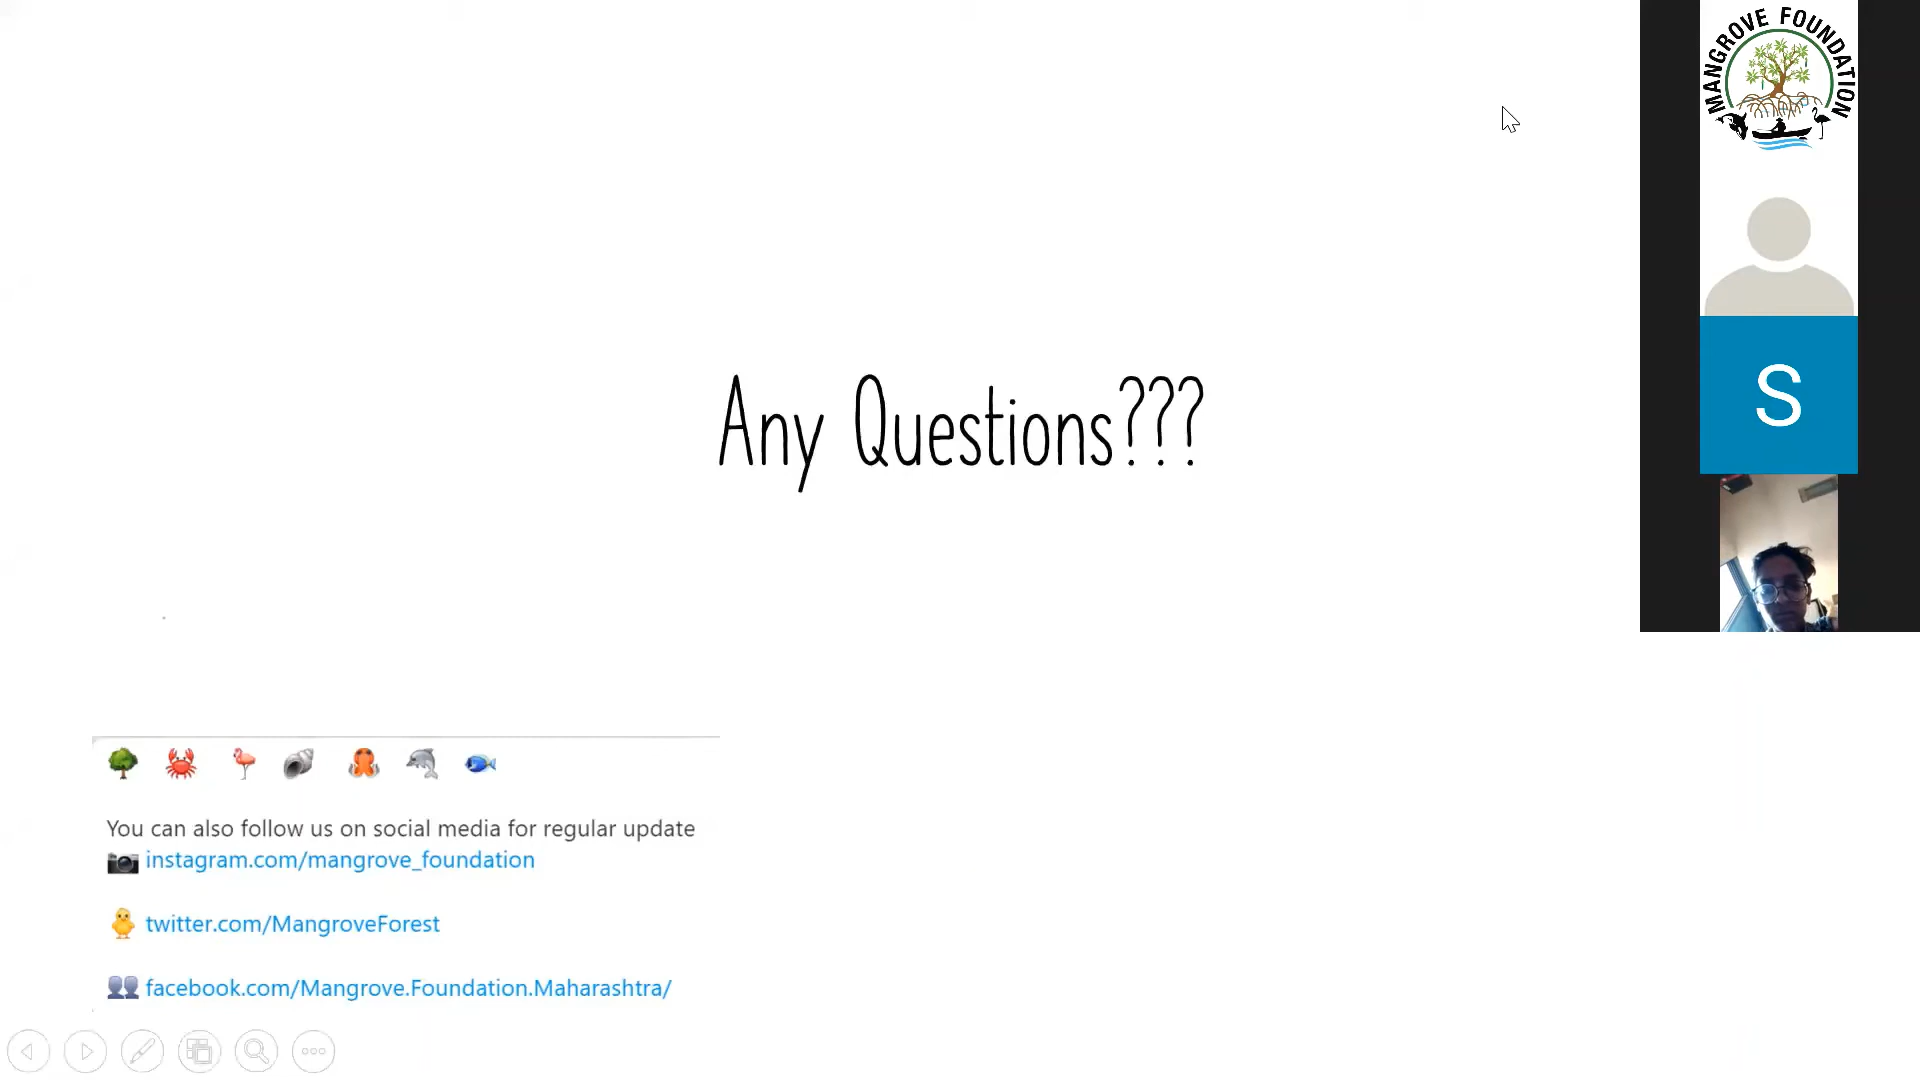 MANGROVE FOUNDATION
S
Any Questions???
You can also follow us on social media for regular update
instagram.com/mangrove_foundation
twitter.com/MangroveForest
facebook.com/Mangrove.Foundation.Maharashtra/